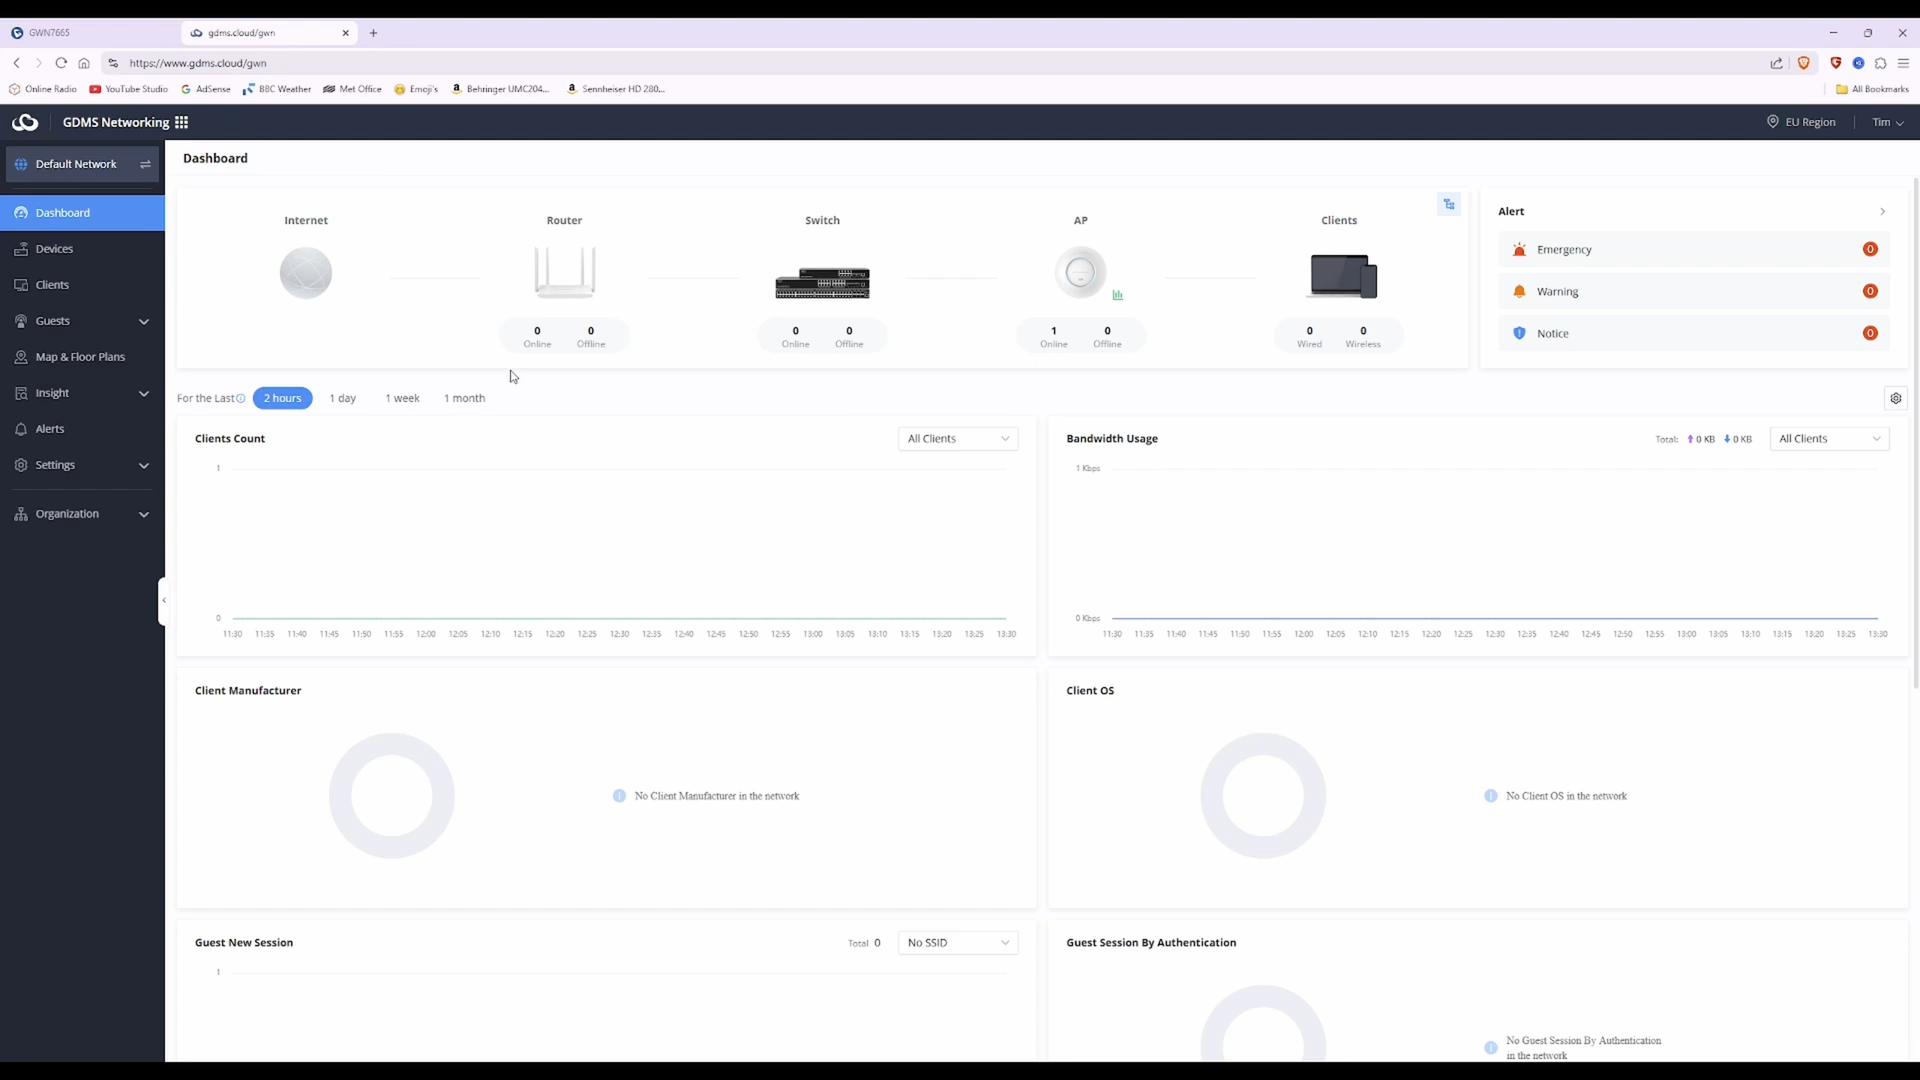 GWN7665
gdms.cloud/gwn
https://www.gdms.cloud/gwn
Online Radio
YouTube Studio
AdSense
BBC Weather
Met Office
Emoji's
Behringer UMC204...
Sennheiser HD 280...
All Bookmarks
GDMS Networking
EU Region
Tim
Default Network
Dashboard
Devices
Clients
Guests
Map & Floor Plans
Insight
Alerts
Settings
Organization
Dashboard
Internet
Router
Switch
AP
Clients
0 0
Online Offline
0 0
Online Offline
1 0
Online Offline
0 0
Wired Wireless
Alert
Emergency 0
Warning 0
Notice 0
For the Last 2 hours 1 day 1 week 1 month
Clients Count
All Clients
1
0
11:30 11:35 11:40 11:45 11:50 11:55 12:00 12:05 12:10 12:15 12:20 12:25 12:30 12:35 12:40 12:45 12:50 12:55 13:00 13:05 13:10 13:15 13:20 13:25 13:30
Bandwidth Usage
Total: 0 KB 0 KB
All Clients
1 Kbps
0 Kbps
11:30 11:35 11:40 11:45 11:50 11:55 12:00 12:05 12:10 12:15 12:20 12:25 12:30 12:35 12:40 12:45 12:50 12:55 13:00 13:05 13:10 13:15 13:20 13:25 13:30
Client Manufacturer
No Client Manufacturer in the network
Client OS
No Client OS in the network
Guest New Session
Total 0
No SSID
1
Guest Session By Authentication
No Guest Session By Authentication
in the network